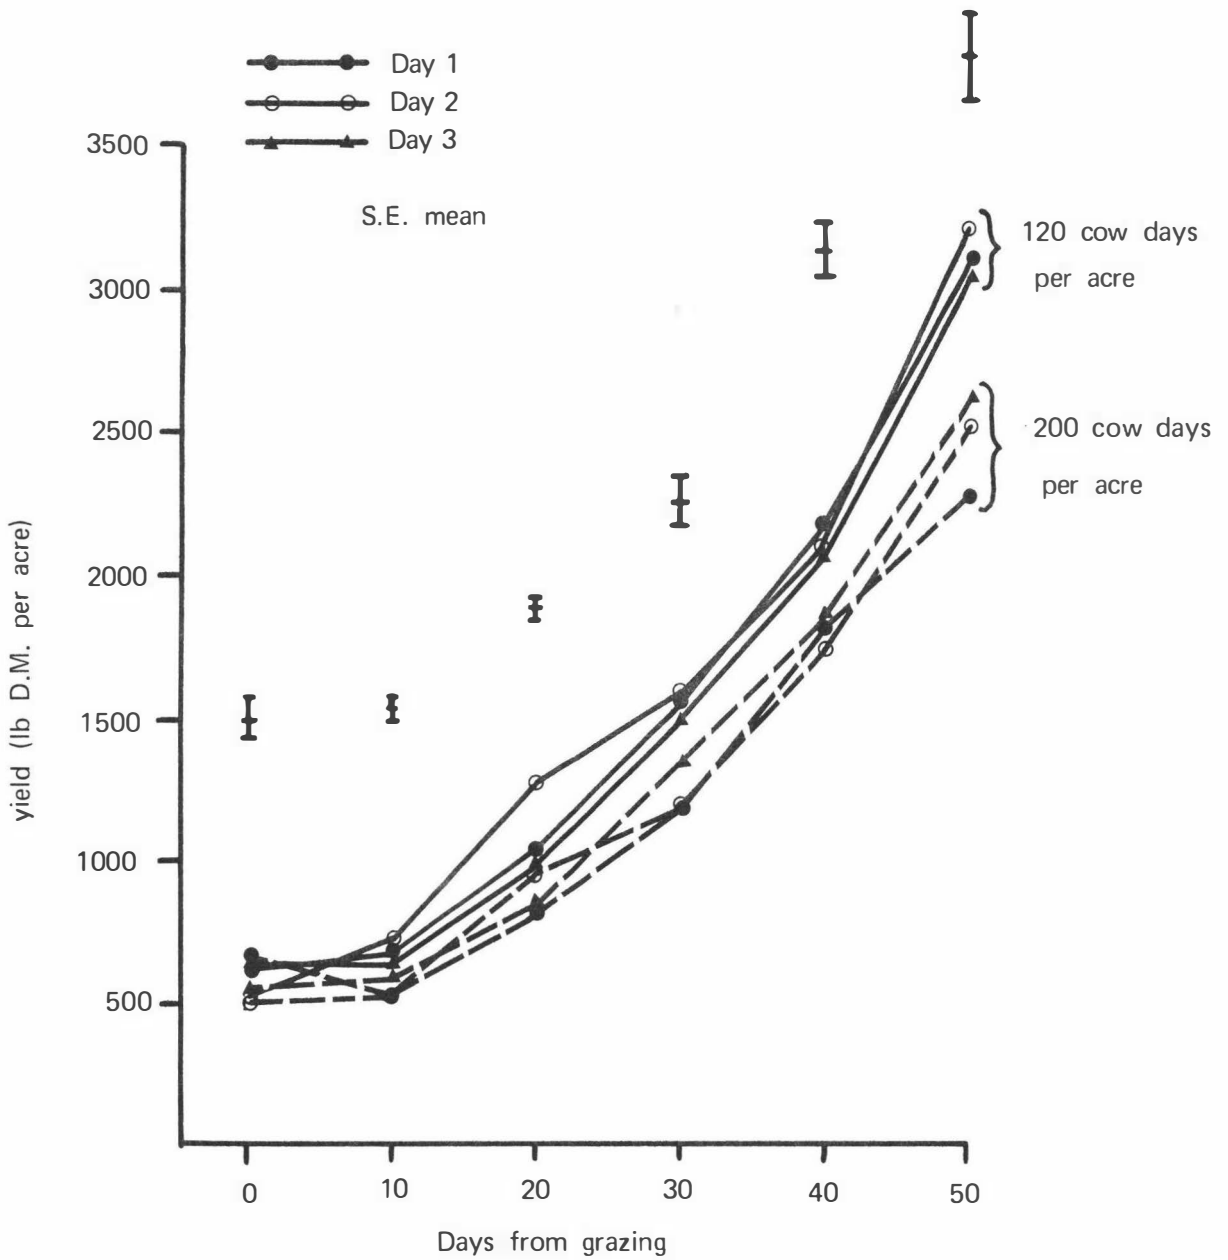 Day 1
Day 2
Day 3
S.E. mean
3500
3000
2500
2000
1500
1000
500
yield (lb D.M. per acre)
120 cow days
per acre
200 cow days
per acre
0 10 20 30 40 50
Days from grazing